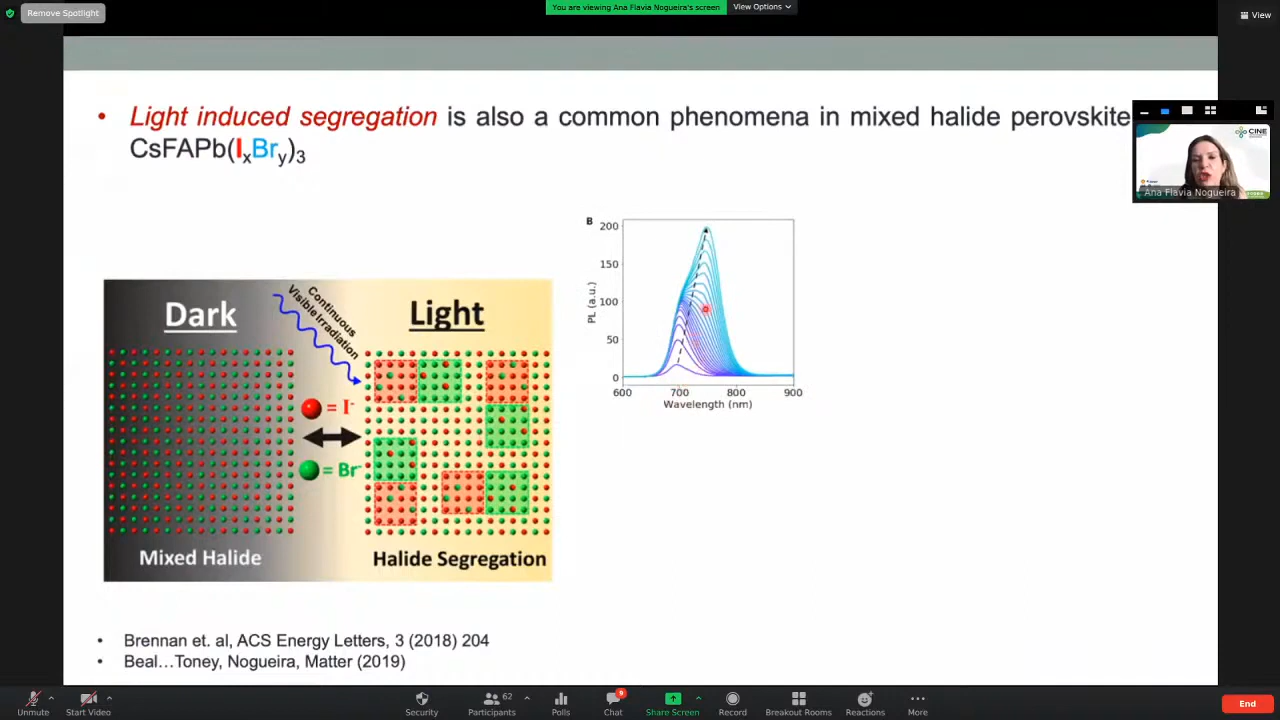 Remove Spotlight
You are viewing Ana Flavia Nogueira's screen
View Options
View
• Light induced segregation is also a common phenomena in mixed halide perovskite
CsFAPb(IxBry)3
CINE
Ana Flavia Nogueira
B
200
150
100
50
0
PL (a.u.)
600
700
800
900
Wavelength (nm)
Dark
Continuous
Visible Irradiation
Light
= I-
= Br-
Mixed Halide
Halide Segregation
• Brennan et. al, ACS Energy Letters, 3 (2018) 204
• Beal…Toney, Nogueira, Matter (2019)
Unmute
Start Video
Security
62
Participants
Polls
9
Chat
Share Screen
Record
Breakout Rooms
Reactions
More
End